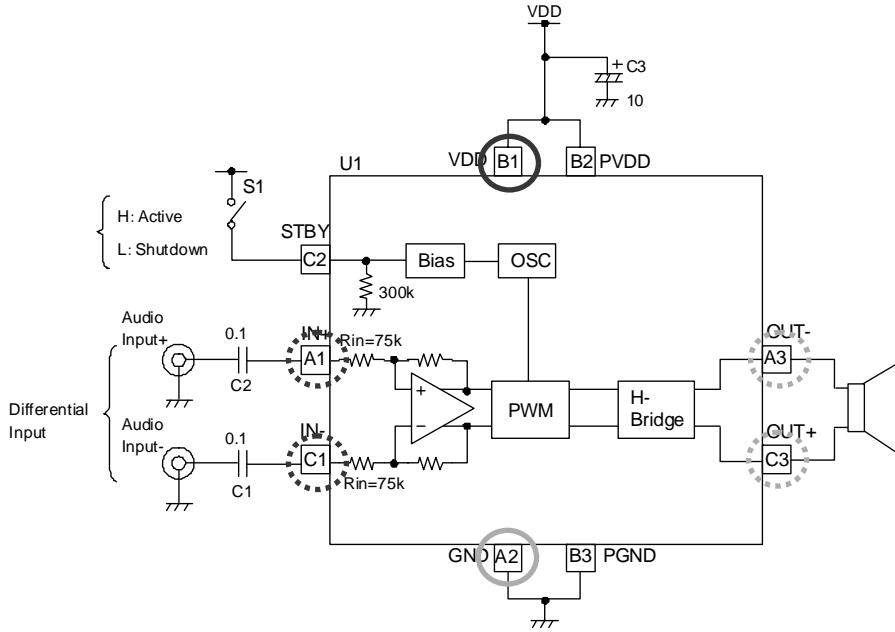 VDD
+ C3
10
U1
VDD B1
B2 PVDD
S1
H: Active
L: Shutdown
STBY
C2
Bias
OSC
300k
Audio
Input+
0.1
C2
IN+
A1
Rin=75k
OUT-
A3
+
−
PWM
H-
Bridge
Differential
Input
Audio
Input-
0.1
C1
IN-
C1
Rin=75k
OUT+
C3
GND A2
B3 PGND